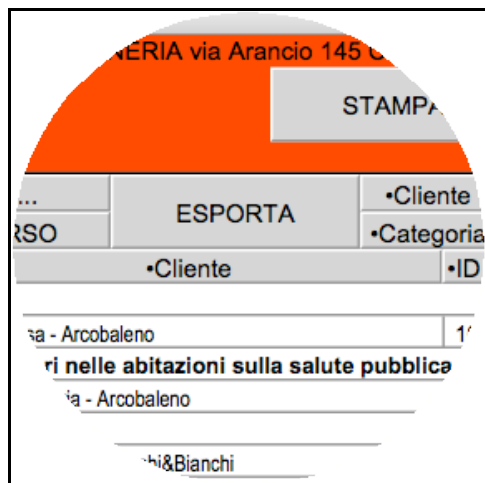 NERIA via Arancio 145
STAMPA
... ESPORTA •Cliente
RSO •Categoria
•Cliente •ID
sa - Arcobaleno
ri nelle abitazioni sulla salute pubblica
ia - Arcobaleno
hi&Bianchi